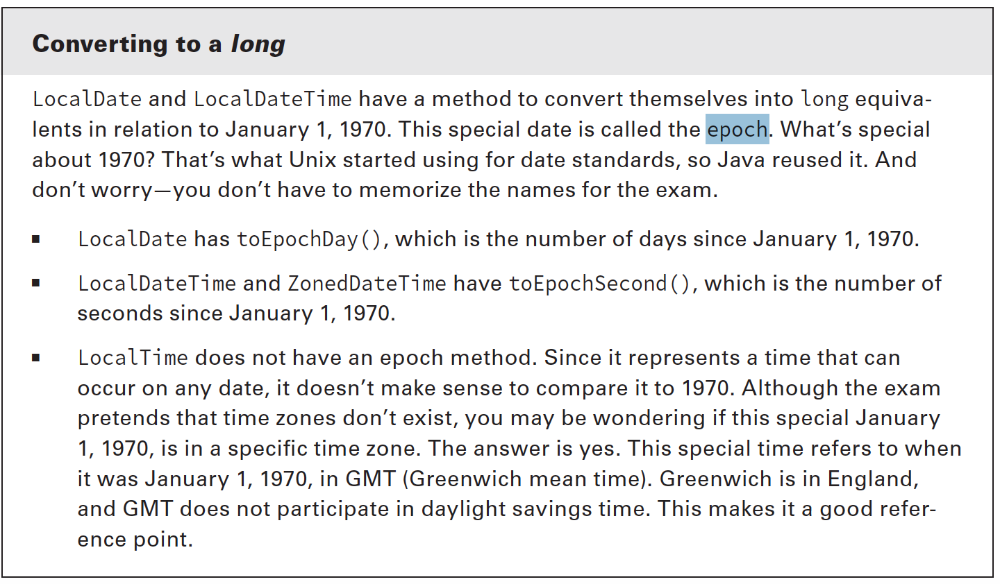 Converting to a long
LocalDate and LocalDateTime have a method to convert themselves into long equiva-
lents in relation to January 1, 1970. This special date is called the epoch. What’s special
about 1970? That’s what Unix started using for date standards, so Java reused it. And
don’t worry—you don’t have to memorize the names for the exam.
■ LocalDate has toEpochDay(), which is the number of days since January 1, 1970.
■ LocalDateTime and ZonedDateTime have toEpochSecond(), which is the number of
seconds since January 1, 1970.
■ LocalTime does not have an epoch method. Since it represents a time that can
occur on any date, it doesn’t make sense to compare it to 1970. Although the exam
pretends that time zones don’t exist, you may be wondering if this special January
1, 1970, is in a specific time zone. The answer is yes. This special time refers to when
it was January 1, 1970, in GMT (Greenwich mean time). Greenwich is in England,
and GMT does not participate in daylight savings time. This makes it a good refer-
ence point.